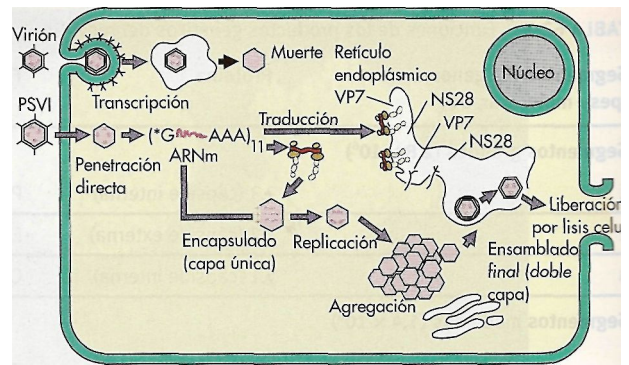 Virión
PSVI
Transcripción
Muerte
Retículo
endoplásmico
VP7
NS28
VP7
NS28
Núcleo
Penetración
directa
(*G AAA)11
ARNm
Traducción
Encapsulado
(capa única)
Replicación
Agregación
Liberación
por lisis celu
Ensamblado
final (doble
capa)